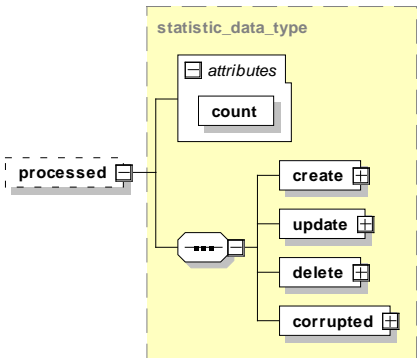 statistic_data_type
attributes
count
processed
create
update
delete
corrupted